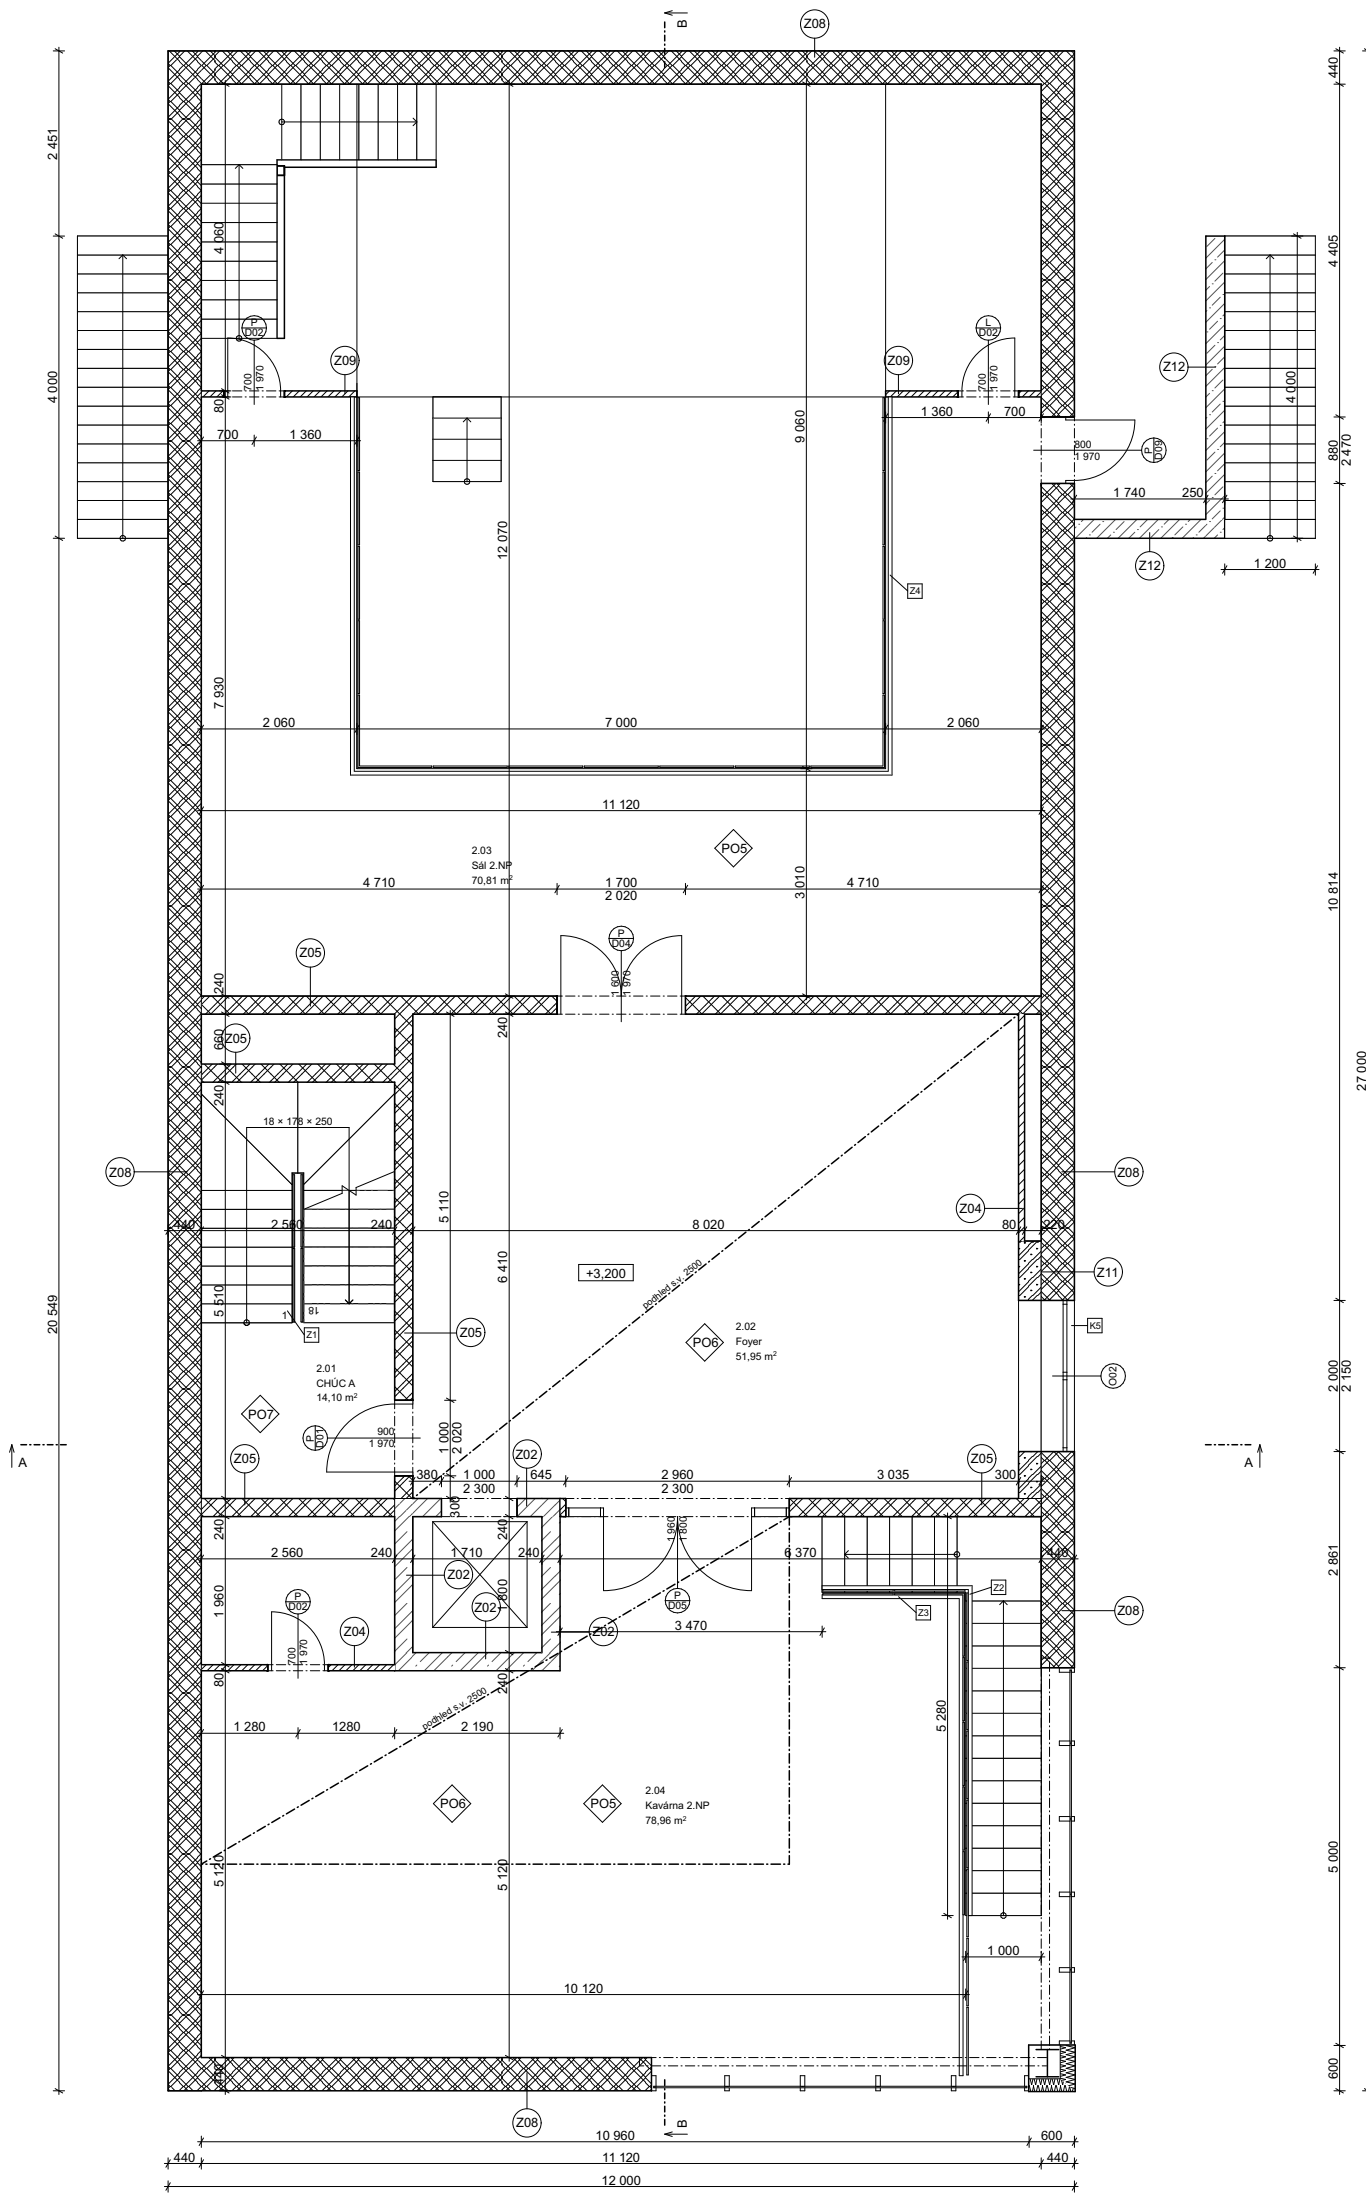 B
Z08
440
2 451
4 060
4 405
P
D02
700
1 970
Z09
Z09
L
D02
700
1 970
Z12
4 000
4 000
80
700
1 360
1 360
700
9 060
800
1 970
P
D09
880
2 470
1 740
250
12 070
Z12
1 200
Z4
7 930
2 060
7 000
2 060
11 120
PO5
2.03
Sál 2.NP
70,81 m²
4 710
1 700
2 020
4 710
3 010
10 814
P
D04
1 600
1 970
Z05
240
240
660
Z05
240
27 000
18 × 178 × 250
Z08
Z08
5 110
Z04
440
2 560
240
8 020
80
220
6 410
+3,200
podhled s.v. 2500
Z11
5 510
20 549
1
18
Z1
Z05
PO6
2.02
Foyer
51,95 m²
K5
O02
2 000
2 150
2.01
CHÚC A
14,10 m²
PO7
P
D01
900
1 970
1 000
2 020
A
A
Z05
Z02
Z05
380
1 000
2 300
645
2 960
2 300
3 035
300
300
240
240
1 960
1 800
2 560
240
1 710
240
6 370
440
2 861
Z02
1 960
P
D02
700
1 970
Z04
Z02
1 800
Z02
P
D05
Z2
Z3
Z08
3 470
80
240
podhled s.v. 2500
5 280
1 280
1280
2 190
PO6
PO5
2.04
Kavárna 2.NP
78,96 m²
5 120
5 120
5 000
1 000
10 120
440
600
Z08
B
10 960
600
440
11 120
440
12 000